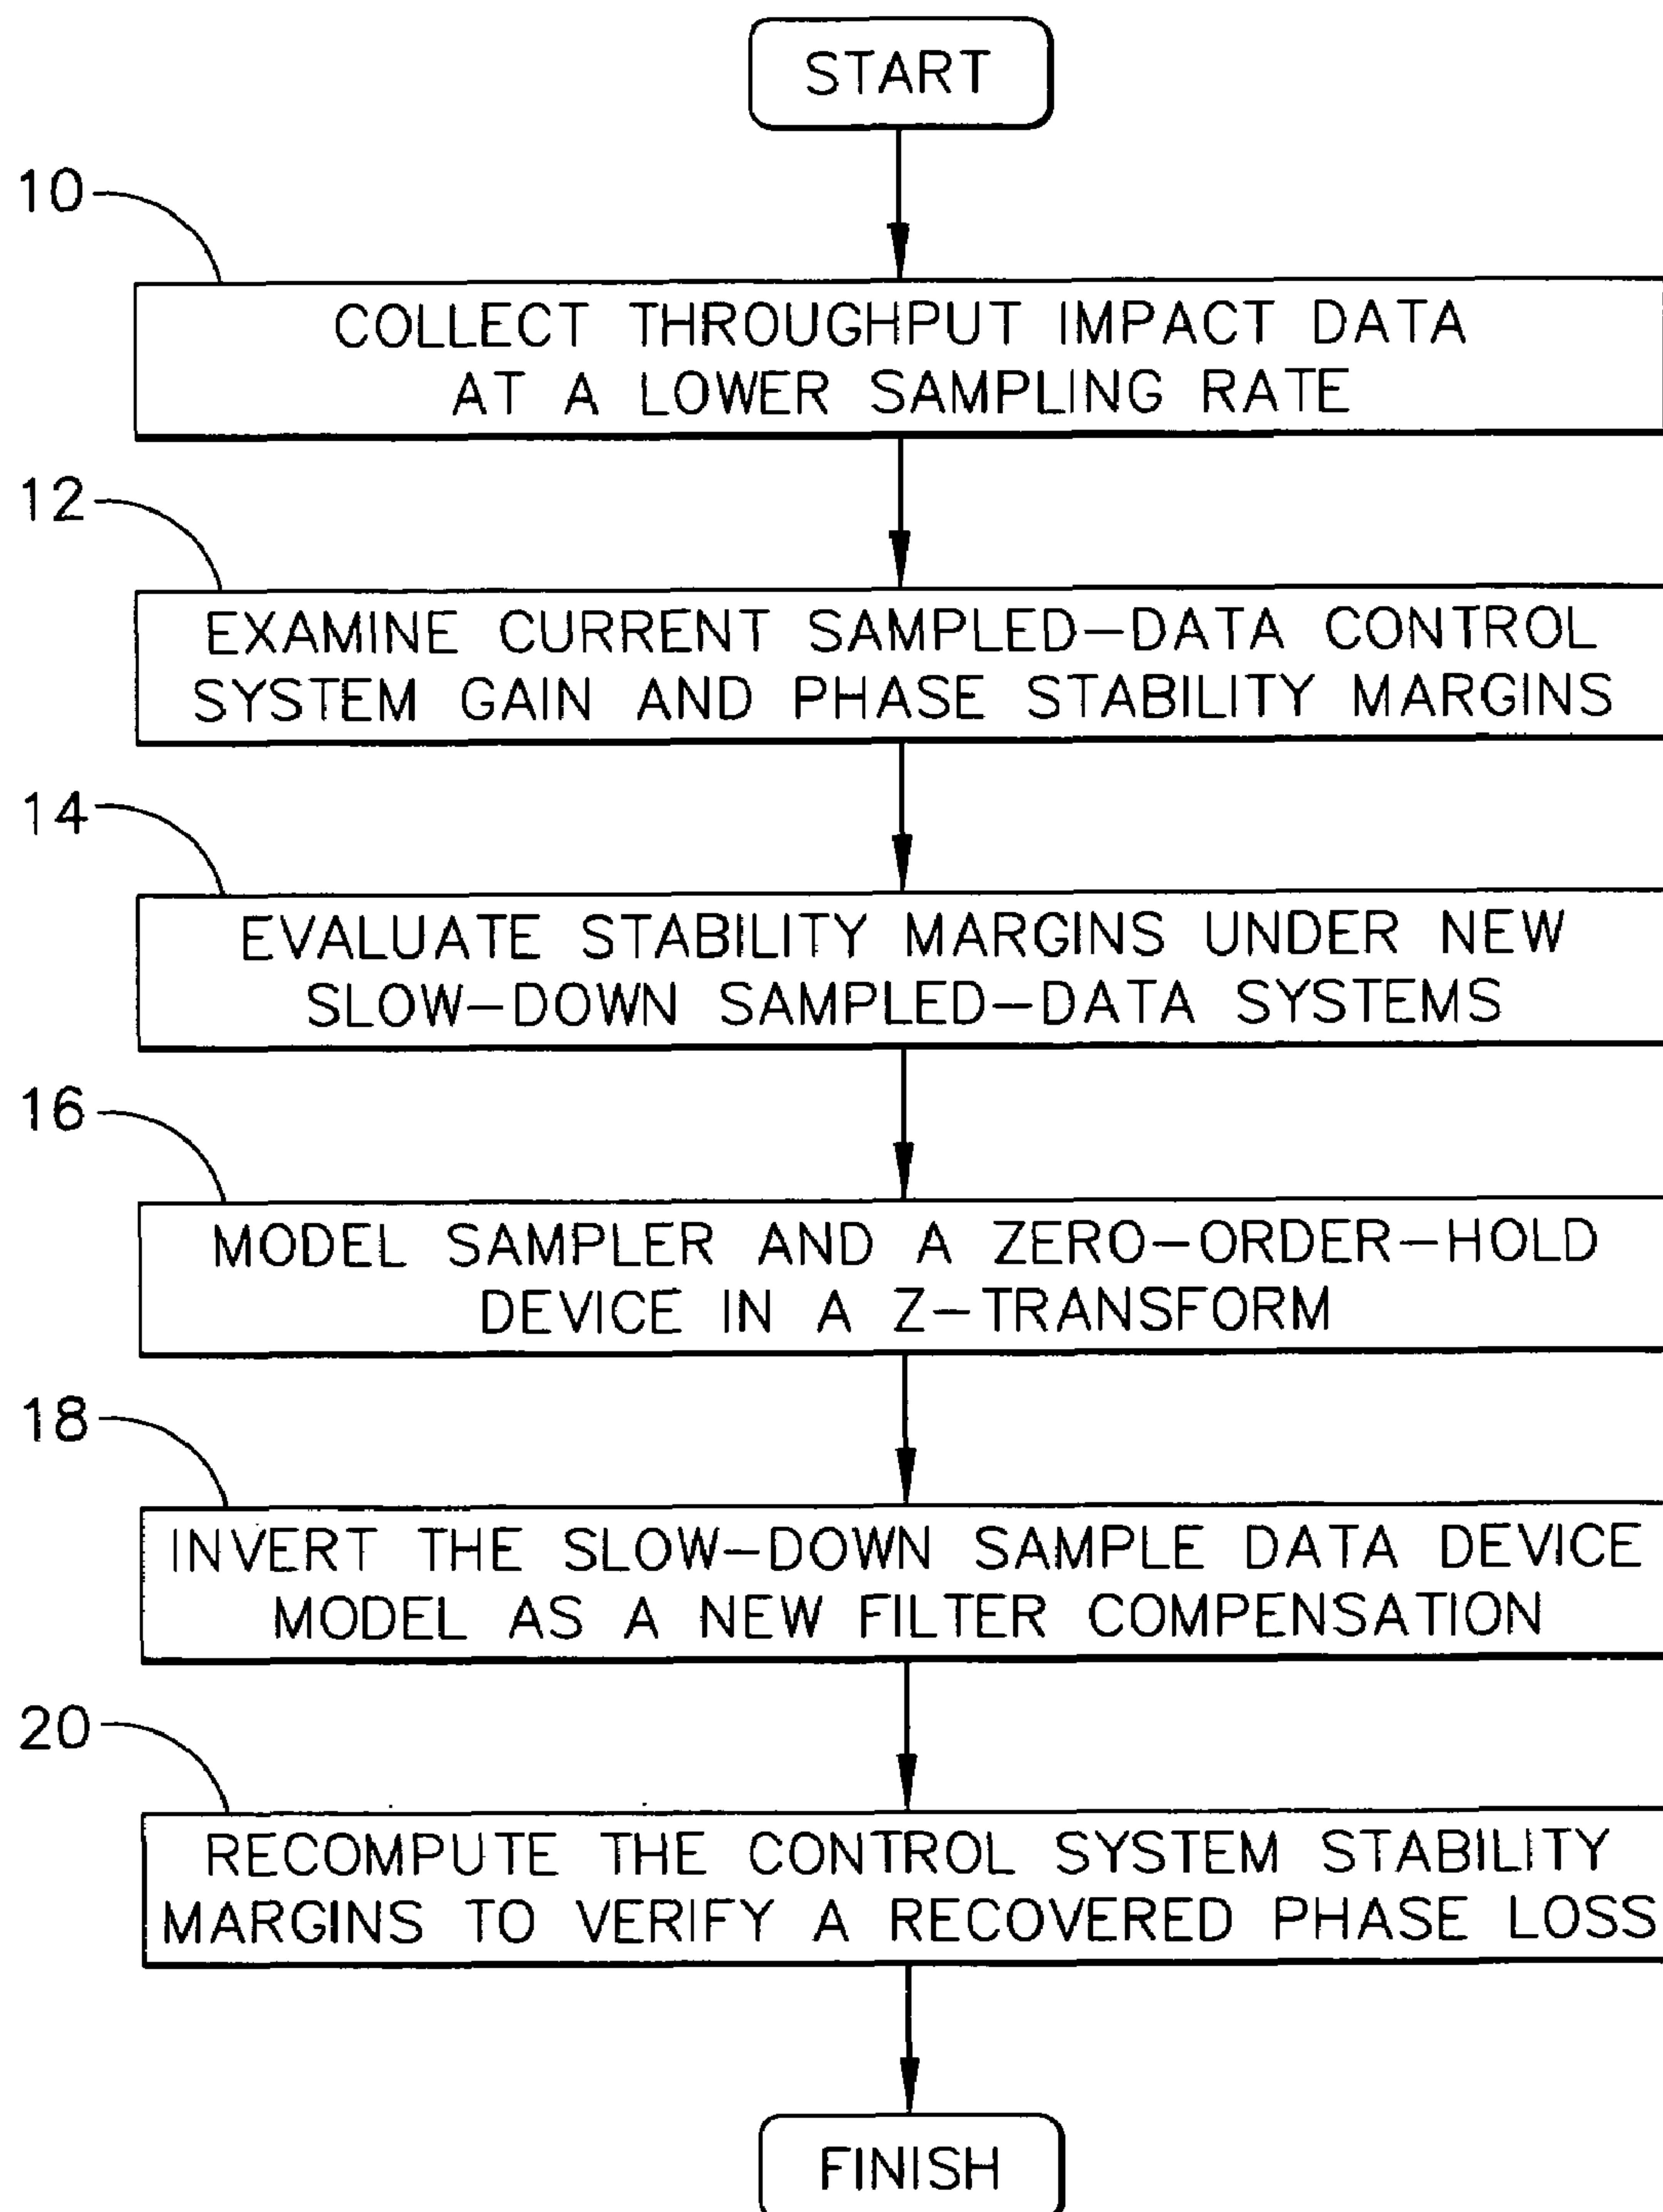 START
10
COLLECT THROUGHPUT IMPACT DATA
AT A LOWER SAMPLING RATE
12
EXAMINE CURRENT SAMPLED-DATA CONTROL
SYSTEM GAIN AND PHASE STABILITY MARGINS
14
EVALUATE STABILITY MARGINS UNDER NEW
SLOW-DOWN SAMPLED-DATA SYSTEMS
16
MODEL SAMPLER AND A ZERO-ORDER-HOLD
DEVICE IN A Z-TRANSFORM
18
INVERT THE SLOW-DOWN SAMPLE DATA DEVICE
MODEL AS A NEW FILTER COMPENSATION
20
RECOMPUTE THE CONTROL SYSTEM STABILITY
MARGINS TO VERIFY A RECOVERED PHASE LOSS
FINISH